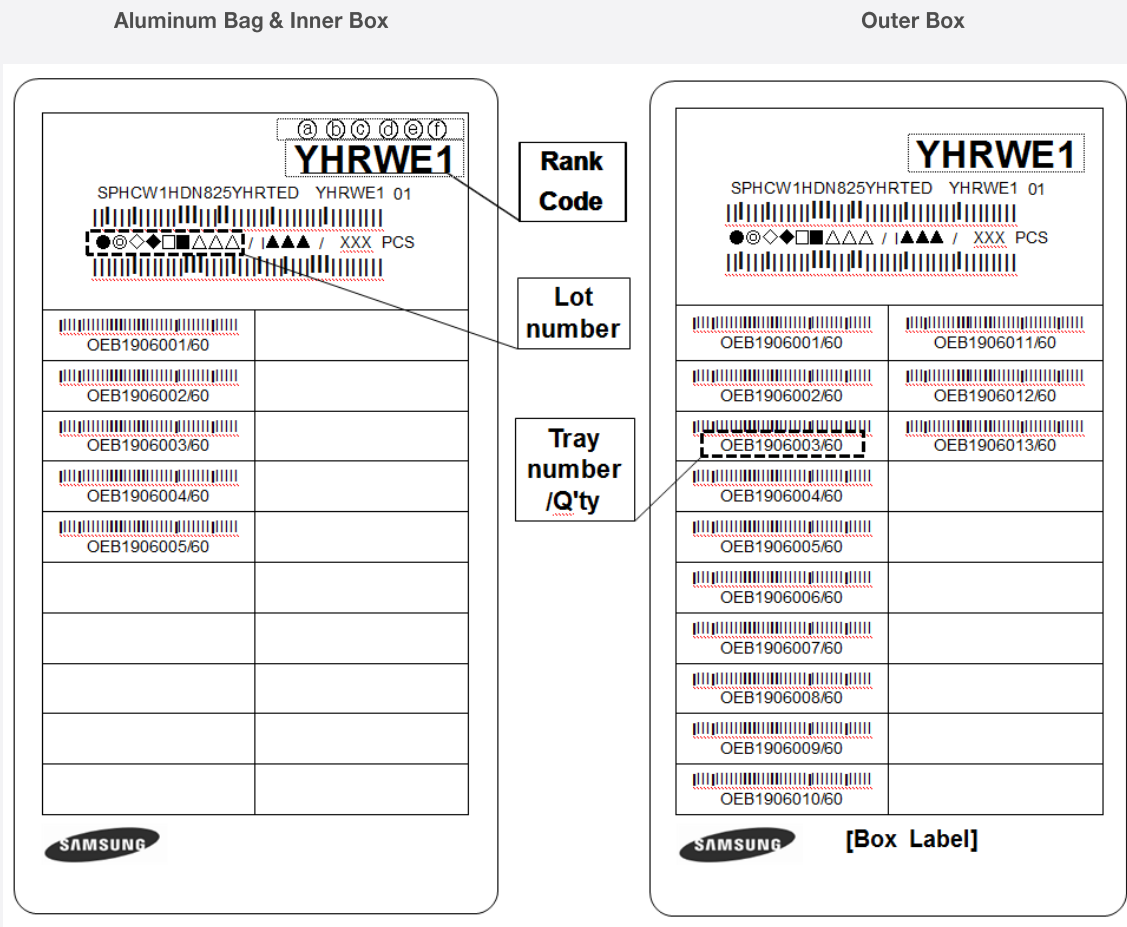 Aluminum Bag & Inner Box
Outer Box
ⓐ ⓑ ⓒ ⓓ ⓔ ⓕ
YHRWE1
SPHCW1HDN825YHRTED YHRWE1 01
●◎◇◆□■△△△ / I▲▲▲ / XXX PCS
OEB1906001/60
OEB1906002/60
OEB1906003/60
OEB1906004/60
OEB1906005/60
SAMSUNG
Rank
Code
Lot
number
Tray
number
/Q'ty
YHRWE1
SPHCW1HDN825YHRTED YHRWE1 01
●◎◇◆□■△△△ / I▲▲▲ / XXX PCS
OEB1906001/60 OEB1906011/60
OEB1906002/60 OEB1906012/60
OEB1906003/60 OEB1906013/60
OEB1906004/60
OEB1906005/60
OEB1906006/60
OEB1906007/60
OEB1906008/60
OEB1906009/60
OEB1906010/60
SAMSUNG
[Box Label]